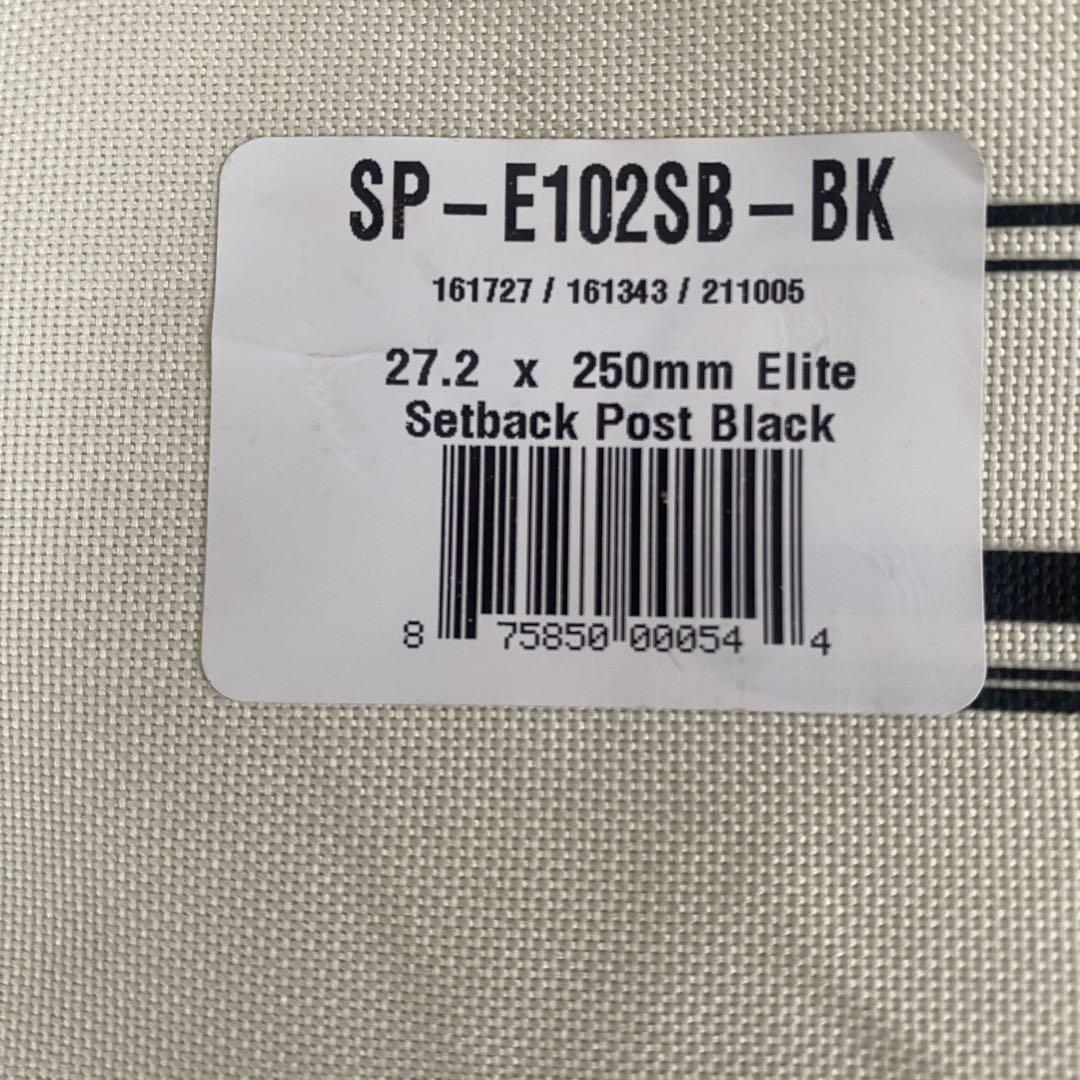 SP-E102SB-BK
161727 / 161343 / 211005
27.2 x 250mm Elite
Setback Post Black
8 75850 00054 4